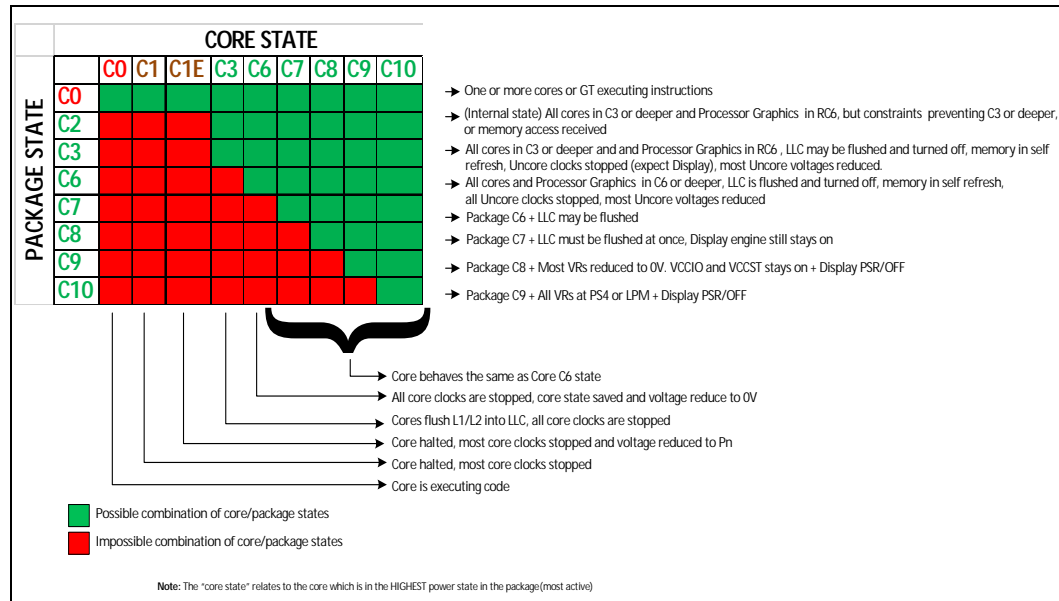 CORE STATE
C0 C1 C1E C3 C6 C7 C8 C9 C10
PACKAGE STATE
C0
One or more cores or GT executing instructions
C2
(Internal state) All cores in C3 or deeper and Processor Graphics in RC6, but constraints preventing C3 or deeper,
or memory access received
C3
All cores in C3 or deeper and and Processor Graphics in RC6 , LLC may be flushed and turned off, memory in self
refresh, Uncore clocks stopped (expect Display), most Uncore voltages reduced.
C6
All cores and Processor Graphics in C6 or deeper, LLC is flushed and turned off, memory in self refresh,
all Uncore clocks stopped, most Uncore voltages reduced
C7
Package C6 + LLC may be flushed
C8
Package C7 + LLC must be flushed at once, Display engine still stays on
C9
Package C8 + Most VRs reduced to 0V. VCCIO and VCCST stays on + Display PSR/OFF
C10
Package C9 + All VRs at PS4 or LPM + Display PSR/OFF
Core behaves the same as Core C6 state
All core clocks are stopped, core state saved and voltage reduce to 0V
Cores flush L1/L2 into LLC, all core clocks are stopped
Core halted, most core clocks stopped and voltage reduced to Pn
Core halted, most core clocks stopped
Core is executing code
Possible combination of core/package states
Impossible combination of core/package states
Note: The "core state" relates to the core which is in the HIGHEST power state in the package(most active)